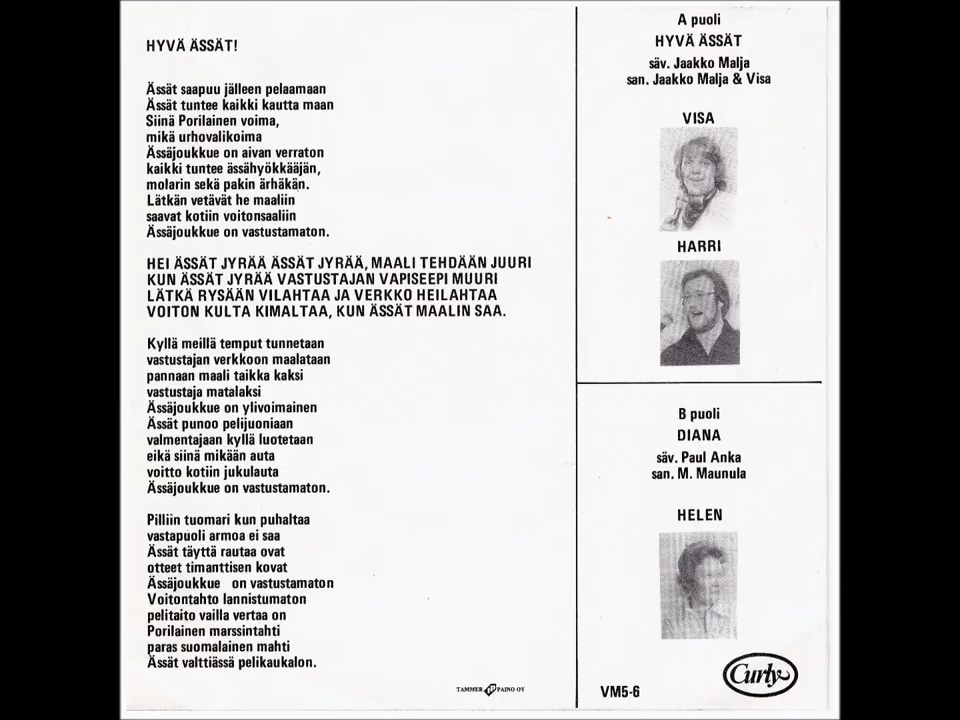 HYVÄ ÄSSÄT!
Ässät saapuu jälleen pelaamaan
Ässät tuntee kaikki kautta maan
Siinä Porilainen voima,
mikä urhovalikoima
Ässäjoukkue on aivan verraton
kaikki tuntee ässähyökkääjän,
molarin sekä pakin ärhäkän.
Lätkän vetävät he maaliin
saavat kotiin voitonsaaliin
Ässäjoukkue on vastustamaton.
HEI ÄSSÄT JYRÄÄ ÄSSÄT JYRÄÄ, MAALI TEHDÄÄN JUURI
KUN ÄSSÄT JYRÄÄ VASTUSTAJAN VAPISEEPI MUURI
LÄTKÄ RYSÄÄN VILAHTAA JA VERKKO HEILAHTAA
VOITON KULTA KIMALTAA, KUN ÄSSÄT MAALIN SAA.
Kyllä meillä temput tunnetaan
vastustajan verkkoon maalataan
pannaan maali taikka kaksi
vastustaja matalaksi
Ässäjoukkue on ylivoimainen
Ässät punoo pelijuoniaan
valmentajaan kyllä luotetaan
eikä siinä mikään auta
voitto kotiin jukulauta
Ässäjoukkue on vastustamaton.
Pilliin tuomari kun puhaltaa
vastapuoli armoa ei saa
Ässät täyttä rautaa ovat
otteet timanttisen kovat
Ässäjoukkue on vastustamaton
Voitontahto lannistumaton
pelitaito vailla vertaa on
Porilainen marssintahti
paras suomalainen mahti
Ässät valttiässä pelikaukalon.
TAMMER PAINO OY
A puoli
HYVÄ ÄSSÄT
säv. Jaakko Malja
san. Jaakko Malja & Visa
VISA
HARRI
B puoli
DIANA
säv. Paul Anka
san. M. Maunula
HELEN
VM5-6
Curly